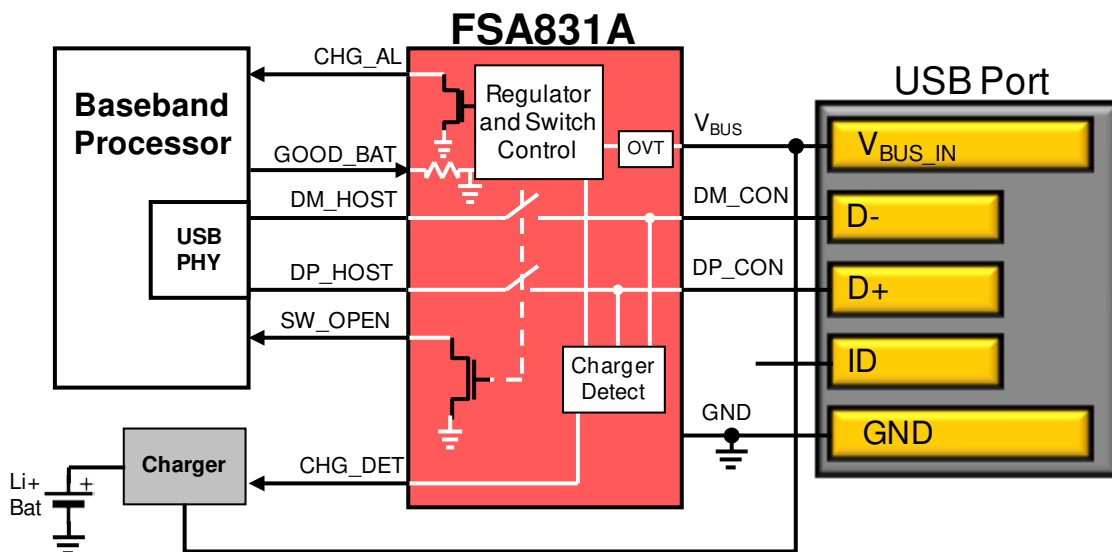 FSA831A
USB Port
Baseband
Processor
CHG_AL
Regulator
and Switch
Control
OVT
VBUS
VBUS_IN
GOOD_BAT
DM_HOST
DM_CON
D-
USB
PHY
DP_HOST
DP_CON
D+
SW_OPEN
Charger
Detect
ID
GND
GND
Charger
CHG_DET
Li+
Bat
+